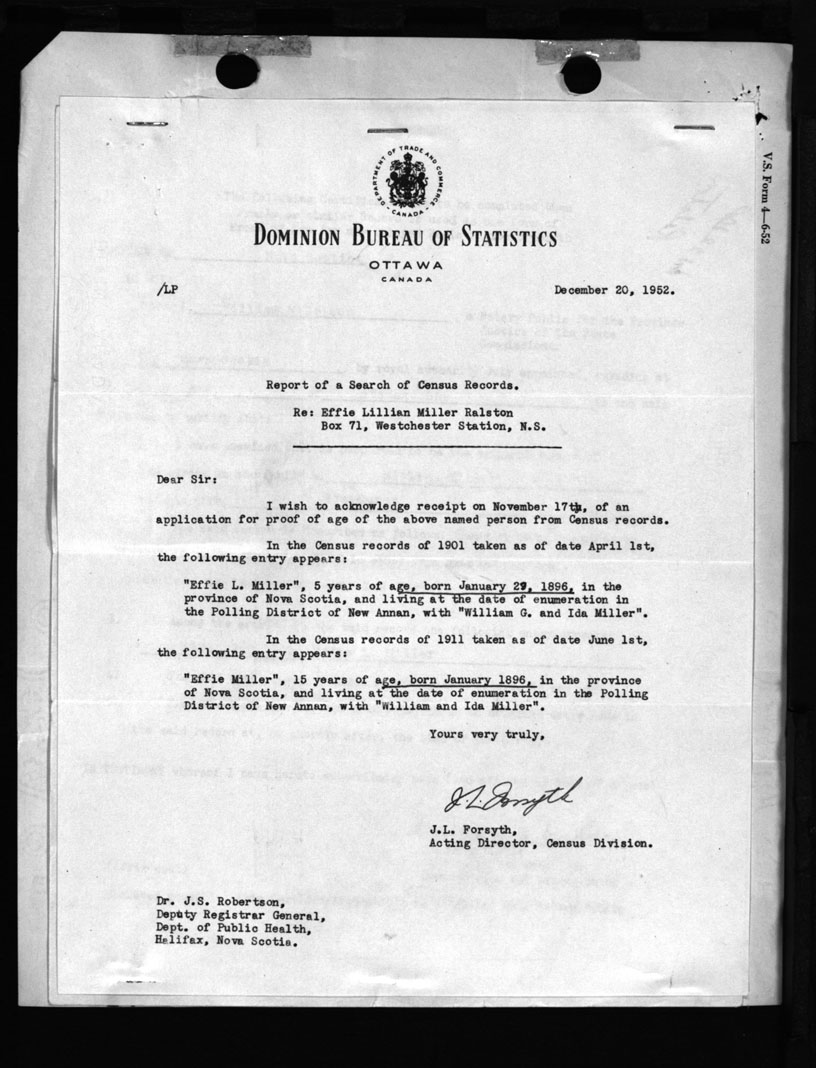 V.S. Form 4—6-52
DEPARTMENT OF TRADE AND COMMERCE
CANADA
DOMINION BUREAU OF STATISTICS
OTTAWA
CANADA
/LP
December 20, 1952.
Report of a Search of Census Records.
Re: Effie Lillian Miller Ralston
Box 71, Westchester Station, N.S.
Dear Sir:
I wish to acknowledge receipt on November 17th, of an
application for proof of age of the above named person from Census records.
In the Census records of 1901 taken as of date April 1st,
the following entry appears:
"Effie L. Miller", 5 years of age, born January 29, 1896, in the
province of Nova Scotia, and living at the date of enumeration in
the Polling District of New Annan, with "William G. and Ida Miller".
In the Census records of 1911 taken as of date June 1st,
the following entry appears:
"Effie Miller", 15 years of age, born January 1896, in the province
of Nova Scotia, and living at the date of enumeration in the Polling
District of New Annan, with "William and Ida Miller".
Yours very truly,
J.L. Forsyth
J.L. Forsyth,
Acting Director, Census Division.
Dr. J.S. Robertson,
Deputy Registrar General,
Dept. of Public Health,
Halifax, Nova Scotia.